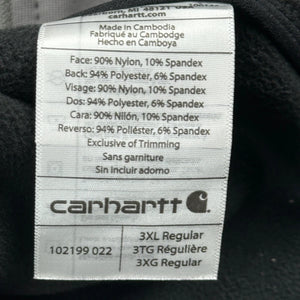 carhartt.com
Made in Cambodia
Fabriqué au Cambodge
Hecho en Camboya
Face: 90% Nylon, 10% Spandex
Back: 94% Polyester, 6% Spandex
Visage: 90% Nylon, 10% Spandex
Dos: 94% Polyester, 6% Spandex
Cara: 90% Nilón, 10% Spandex
Reverso: 94% Poliéster, 6% Spandex
Exclusive of Trimming
Sans garniture
Sin incluir adorno
carhartt
102199 022
3XL Regular
3TG Régulière
3XG Regular